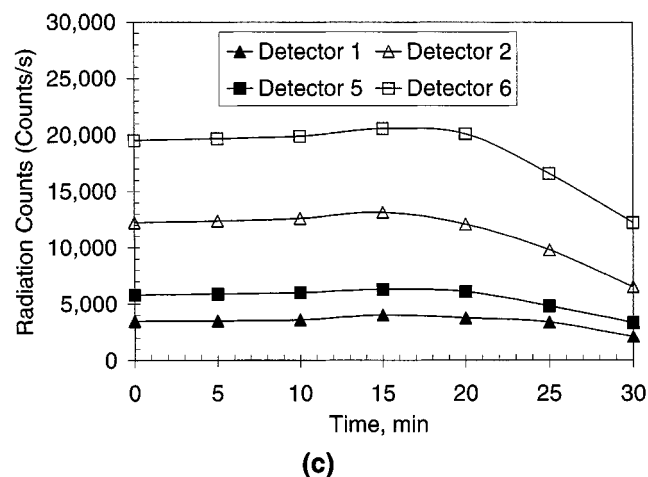 30,000
25,000
20,000
15,000
10,000
5,000
0
Radiation Counts (Counts/s)
Detector 1 Detector 2
Detector 5 Detector 6
0 5 10 15 20 25 30
Time, min
(c)